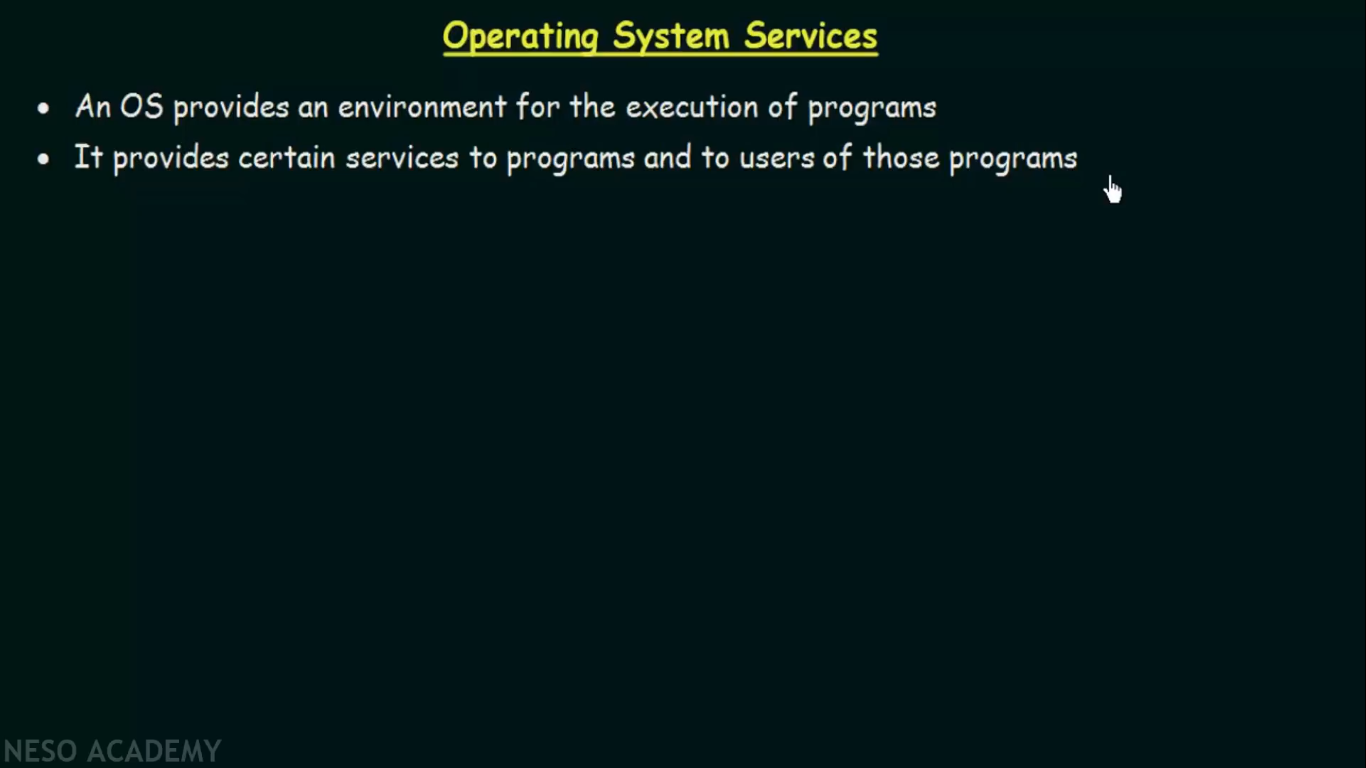 Operating System Services
• An OS provides an environment for the execution of programs
• It provides certain services to programs and to users of those programs
NESO ACADEMY